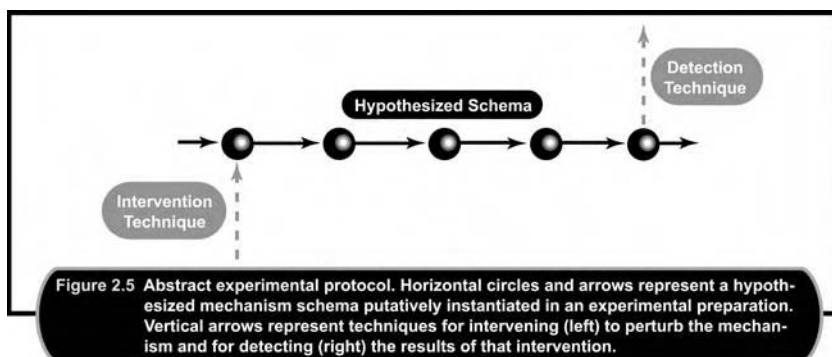 Detection
Technique
Hypothesized Schema
Intervention
Technique
Figure 2.5 Abstract experimental protocol. Horizontal circles and arrows represent a hypoth-
esized mechanism schema putatively instantiated in an experimental preparation.
Vertical arrows represent techniques for intervening (left) to perturb the mechan-
ism and for detecting (right) the results of that intervention.